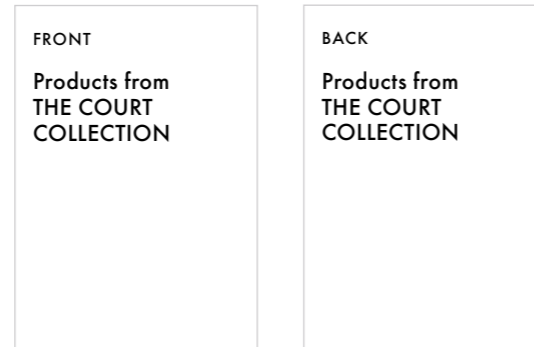 FRONT
Products from
THE COURT
COLLECTION
BACK
Products from
THE COURT
COLLECTION